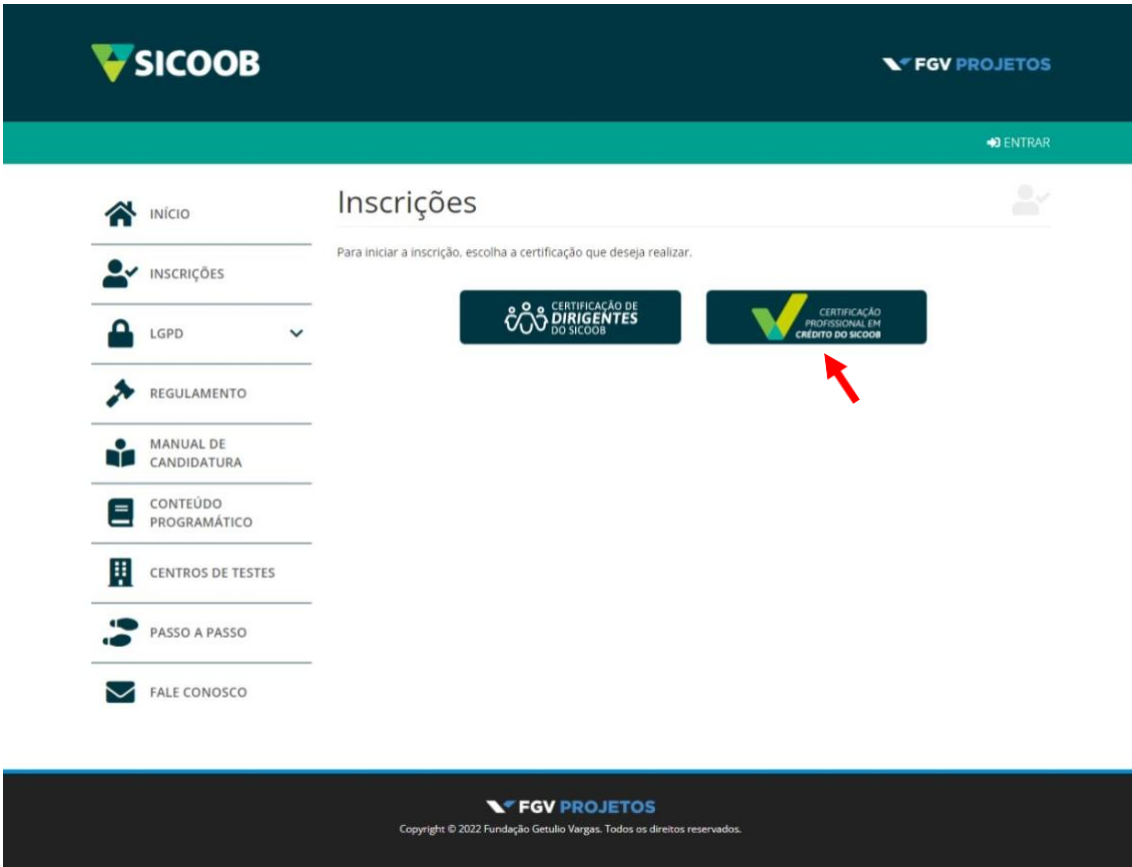 SICOOB
FGV PROJETOS
ENTRAR
INÍCIO
INSCRIÇÕES
LGPD
REGULAMENTO
MANUAL DE
CANDIDATURA
CONTEÚDO
PROGRAMÁTICO
CENTROS DE TESTES
PASSO A PASSO
FALE CONOSCO
Inscrições
Para iniciar a inscrição, escolha a certificação que deseja realizar.
CERTIFICAÇÃO DE
DIRIGENTES
DO SICOOB
CERTIFICAÇÃO
PROFISSIONAL EM
CRÉDITO DO SICOOB
FGV PROJETOS
Copyright © 2022 Fundação Getulio Vargas. Todos os direitos reservados.